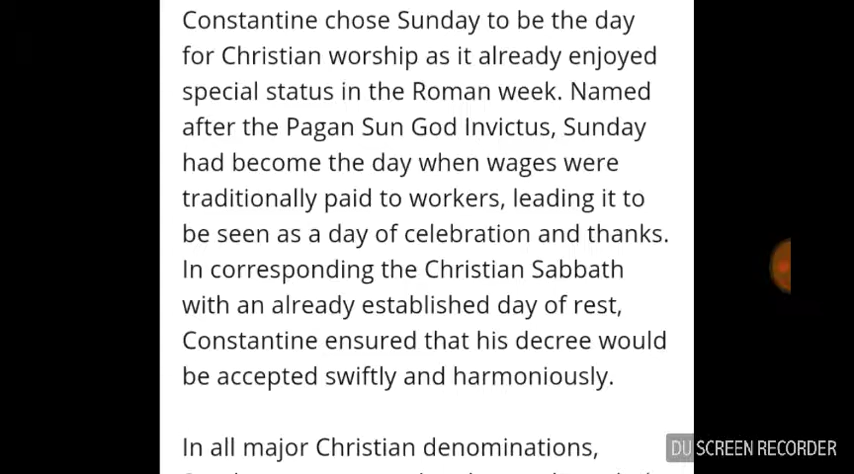 Constantine chose Sunday to be the day
for Christian worship as it already enjoyed
special status in the Roman week. Named
after the Pagan Sun God Invictus, Sunday
had become the day when wages were
traditionally paid to workers, leading it to
be seen as a day of celebration and thanks.
In corresponding the Christian Sabbath
with an already established day of rest,
Constantine ensured that his decree would
be accepted swiftly and harmoniously.
In all major Christian denominations,
DU SCREEN RECORDER